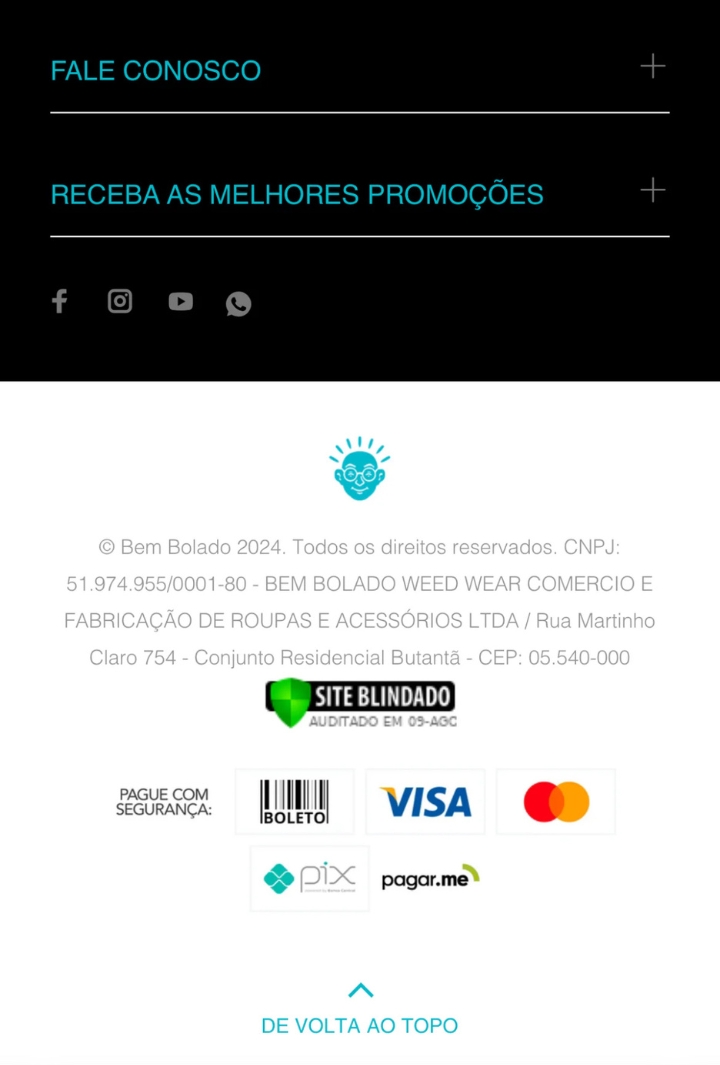 FALE CONOSCO
RECEBA AS MELHORES PROMOÇÕES
© Bem Bolado 2024. Todos os direitos reservados. CNPJ:
51.974.955/0001-80 - BEM BOLADO WEED WEAR COMERCIO E
FABRICAÇÃO DE ROUPAS E ACESSÓRIOS LTDA / Rua Martinho
Claro 754 - Conjunto Residencial Butantã - CEP: 05.540-000
SITE BLINDADO
AUDITADO EM 09-AGO
PAGUE COM
SEGURANÇA:
BOLETO
VISA
pix
pagar.me
DE VOLTA AO TOPO